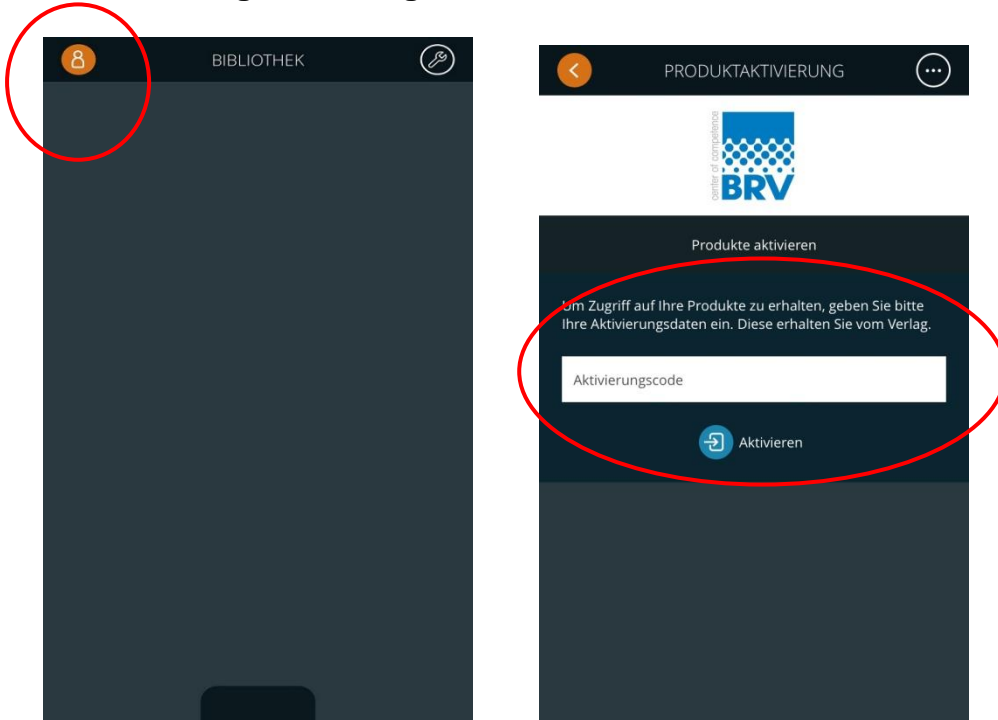 BIBLIOTHEK
PRODUKTAKTIVIERUNG
center of competence
BRV
Produkte aktivieren
Um Zugriff auf Ihre Produkte zu erhalten, geben Sie bitte
Ihre Aktivierungsdaten ein. Diese erhalten Sie vom Verlag.
Aktivierungscode
Aktivieren